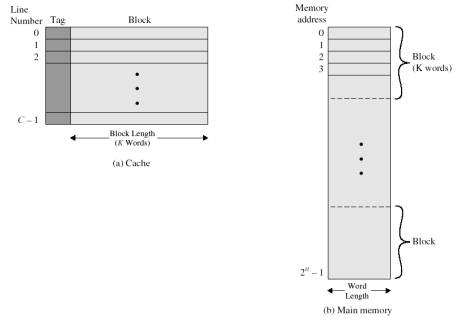 Line
Number Tag Block
0
1
2
C – 1
Block Length
(K Words)
(a) Cache
Memory
address
0
1
2
3
Block
(K words)
Block
2ⁿ – 1
Word
Length
(b) Main memory